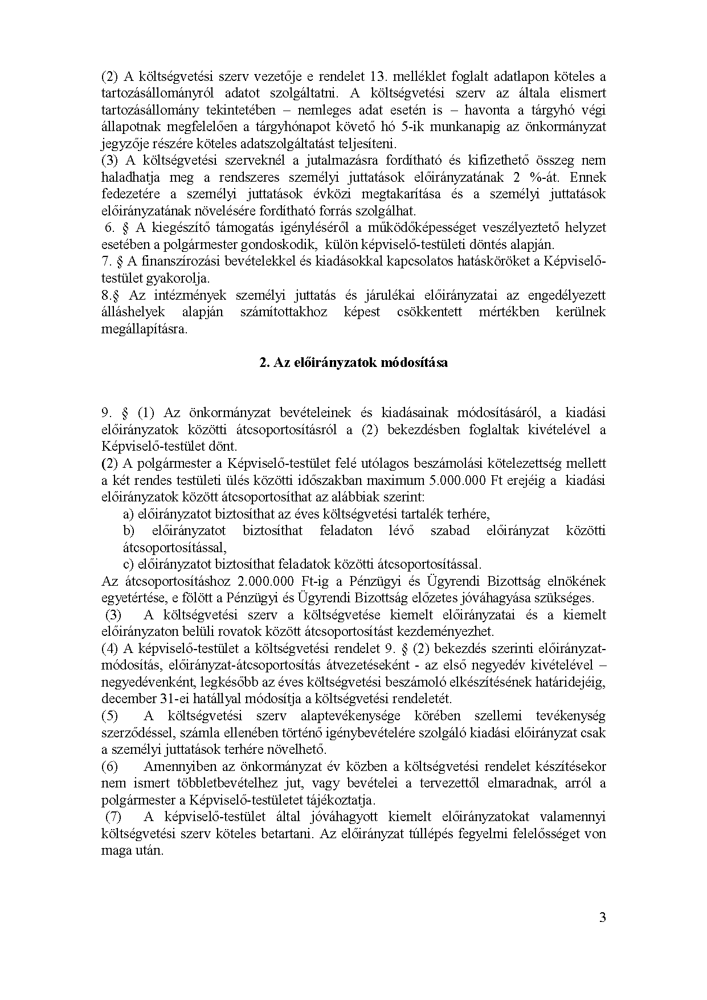 (2) A költségvetési szerv vezetője e rendelet 13. melléklet foglalt adatlapon köteles a
tartozásállományról adatot szolgáltatni. A költségvetési szerv az általa elismert
tartozásállomány tekintetében – nemleges adat esetén is – havonta a tárgyhó végi
állapotnak megfelelően a tárgyhónapot követő hó 5-ik munkanapig az önkormányzat
jegyzője részére köteles adatszolgáltatást teljesíteni.
(3) A költségvetési szerveknél a jutalmazásra fordítható és kifizethető összeg nem
haladhatja meg a rendszeres személyi juttatások előirányzatának 2 %-át. Ennek
fedezetére a személyi juttatások évközi megtakarítása és a személyi juttatások
előirányzatának növelésére fordítható forrás szolgálhat.
6. § A kiegészítő támogatás igényléséről a működőképességet veszélyeztető helyzet
esetében a polgármester gondoskodik, külön képviselő-testületi döntés alapján.
7. § A finanszírozási bevételekkel és kiadásokkal kapcsolatos hatásköröket a Képviselő-
testület gyakorolja.
8.§ Az intézmények személyi juttatás és járulékai előirányzatai az engedélyezett
álláshelyek alapján számítottakhoz képest csökkentett mértékben kerülnek
megállapításra.
2. Az előirányzatok módosítása
9. § (1) Az önkormányzat bevételeinek és kiadásainak módosításáról, a kiadási
előirányzatok közötti átcsoportosításról a (2) bekezdésben foglaltak kivételével a
Képviselő-testület dönt.
(2) A polgármester a Képviselő-testület felé utólagos beszámolási kötelezettség mellett
a két rendes testületi ülés közötti időszakban maximum 5.000.000 Ft erejéig a kiadási
előirányzatok között átcsoportosíthat az alábbiak szerint:
a) előirányzatot biztosíthat az éves költségvetési tartalék terhére,
b) előirányzatot biztosíthat feladaton lévő szabad előirányzat közötti
átcsoportosítással,
c) előirányzatot biztosíthat feladatok közötti átcsoportosítással.
Az átcsoportosításhoz 2.000.000 Ft-ig a Pénzügyi és Ügyrendi Bizottság elnökének
egyetértése, e fölött a Pénzügyi és Ügyrendi Bizottság előzetes jóváhagyása szükséges.
(3) A költségvetési szerv a költségvetése kiemelt előirányzatai és a kiemelt
előirányzaton belüli rovatok között átcsoportosítást kezdeményezhet.
(4) A képviselő-testület a költségvetési rendelet 9. § (2) bekezdés szerinti előirányzat-
módosítás, előirányzat-átcsoportosítás átvezetéseként - az első negyedév kivételével –
negyedévenként, legkésőbb az éves költségvetési beszámoló elkészítésének határidejéig,
december 31-ei hatállyal módosítja a költségvetési rendeletét.
(5) A költségvetési szerv alaptevékenysége körében szellemi tevékenység
szerződéssel, számla ellenében történő igénybevételére szolgáló kiadási előirányzat csak
a személyi juttatások terhére növelhető.
(6) Amennyiben az önkormányzat év közben a költségvetési rendelet készítésekor
nem ismert többletbevételhez jut, vagy bevételei a tervezettől elmaradnak, arról a
polgármester a Képviselő-testületet tájékoztatja.
(7) A képviselő-testület által jóváhagyott kiemelt előirányzatokat valamennyi
költségvetési szerv köteles betartani. Az előirányzat túllépés fegyelmi felelősséget von
maga után.
3